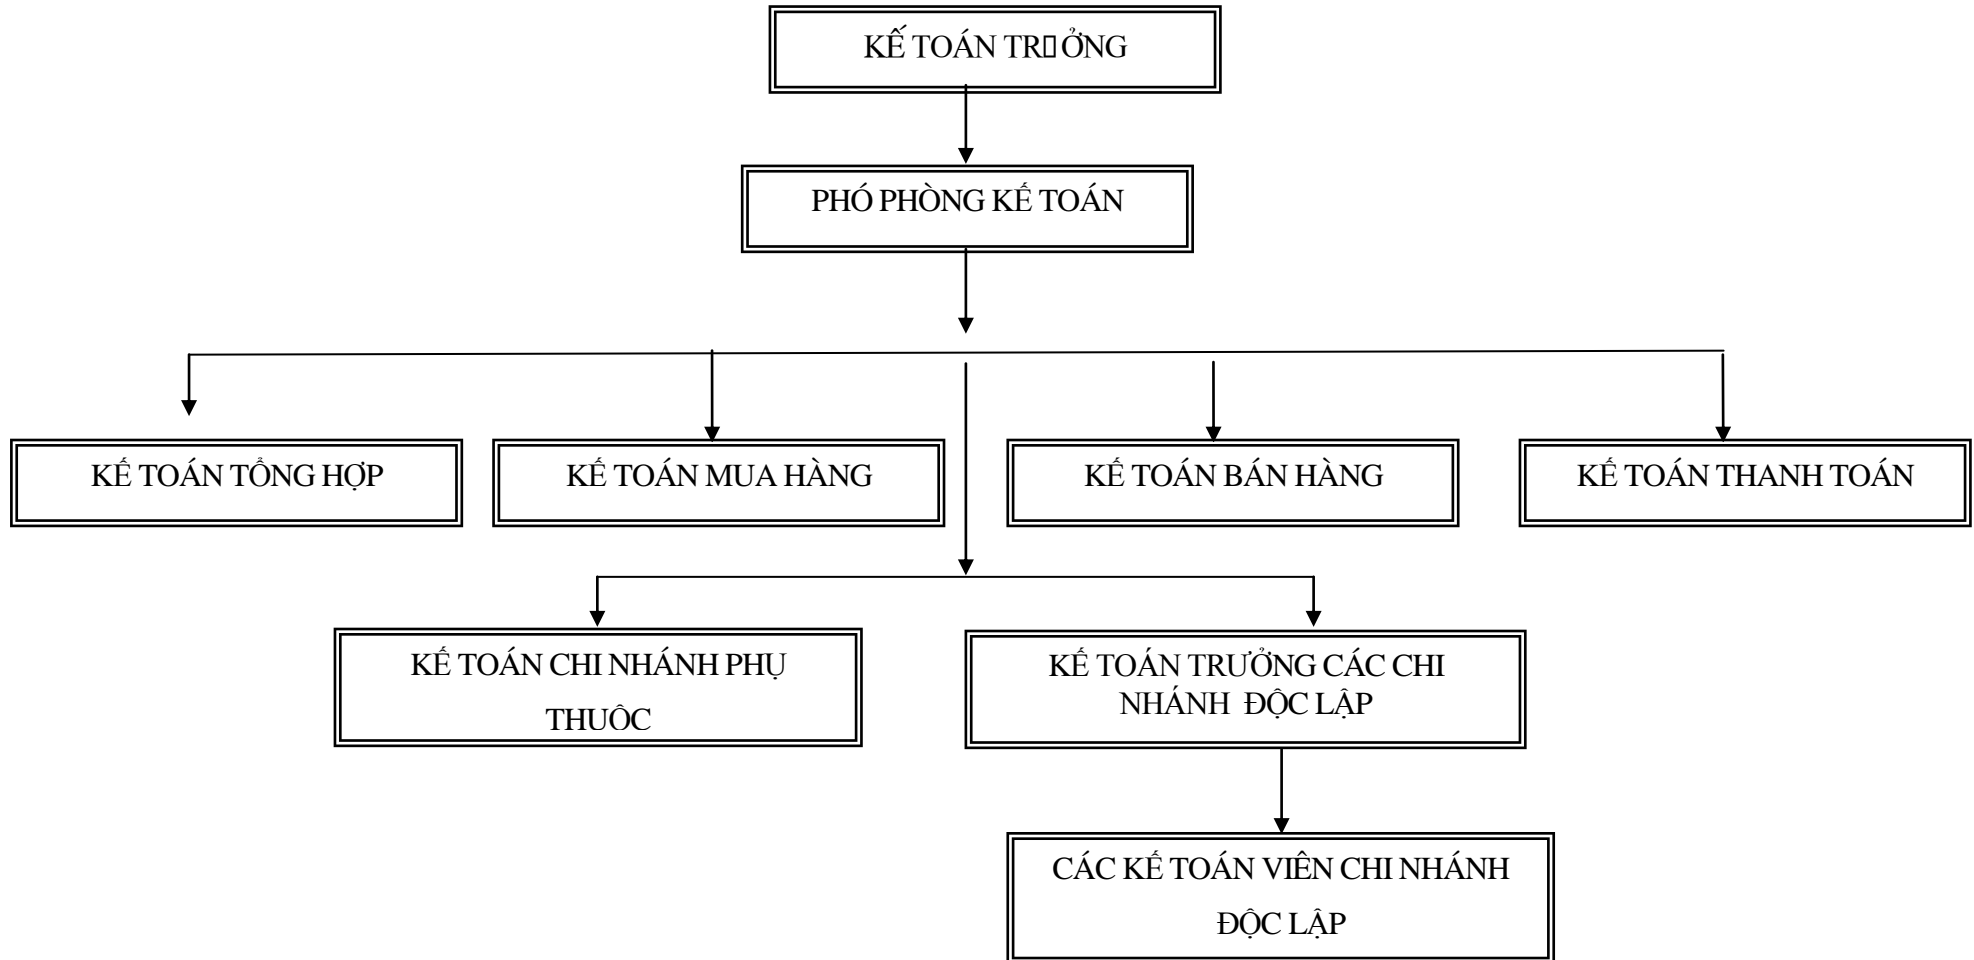 KẾ TOÁN TR▯ỞNG
PHÓ PHÒNG KẾ TOÁN
KẾ TOÁN TỔNG HỢP
KẾ TOÁN MUA HÀNG
KẾ TOÁN BÁN HÀNG
KẾ TOÁN THANH TOÁN
KẾ TOÁN CHI NHÁNH PHỤ
THUÔC
KẾ TOÁN TRƯỞNG CÁC CHI
NHÁNH ĐỘC LẬP
CÁC KẾ TOÁN VIÊN CHI NHÁNH
ĐỘC LẬP